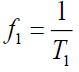 f₁ = 1/T₁